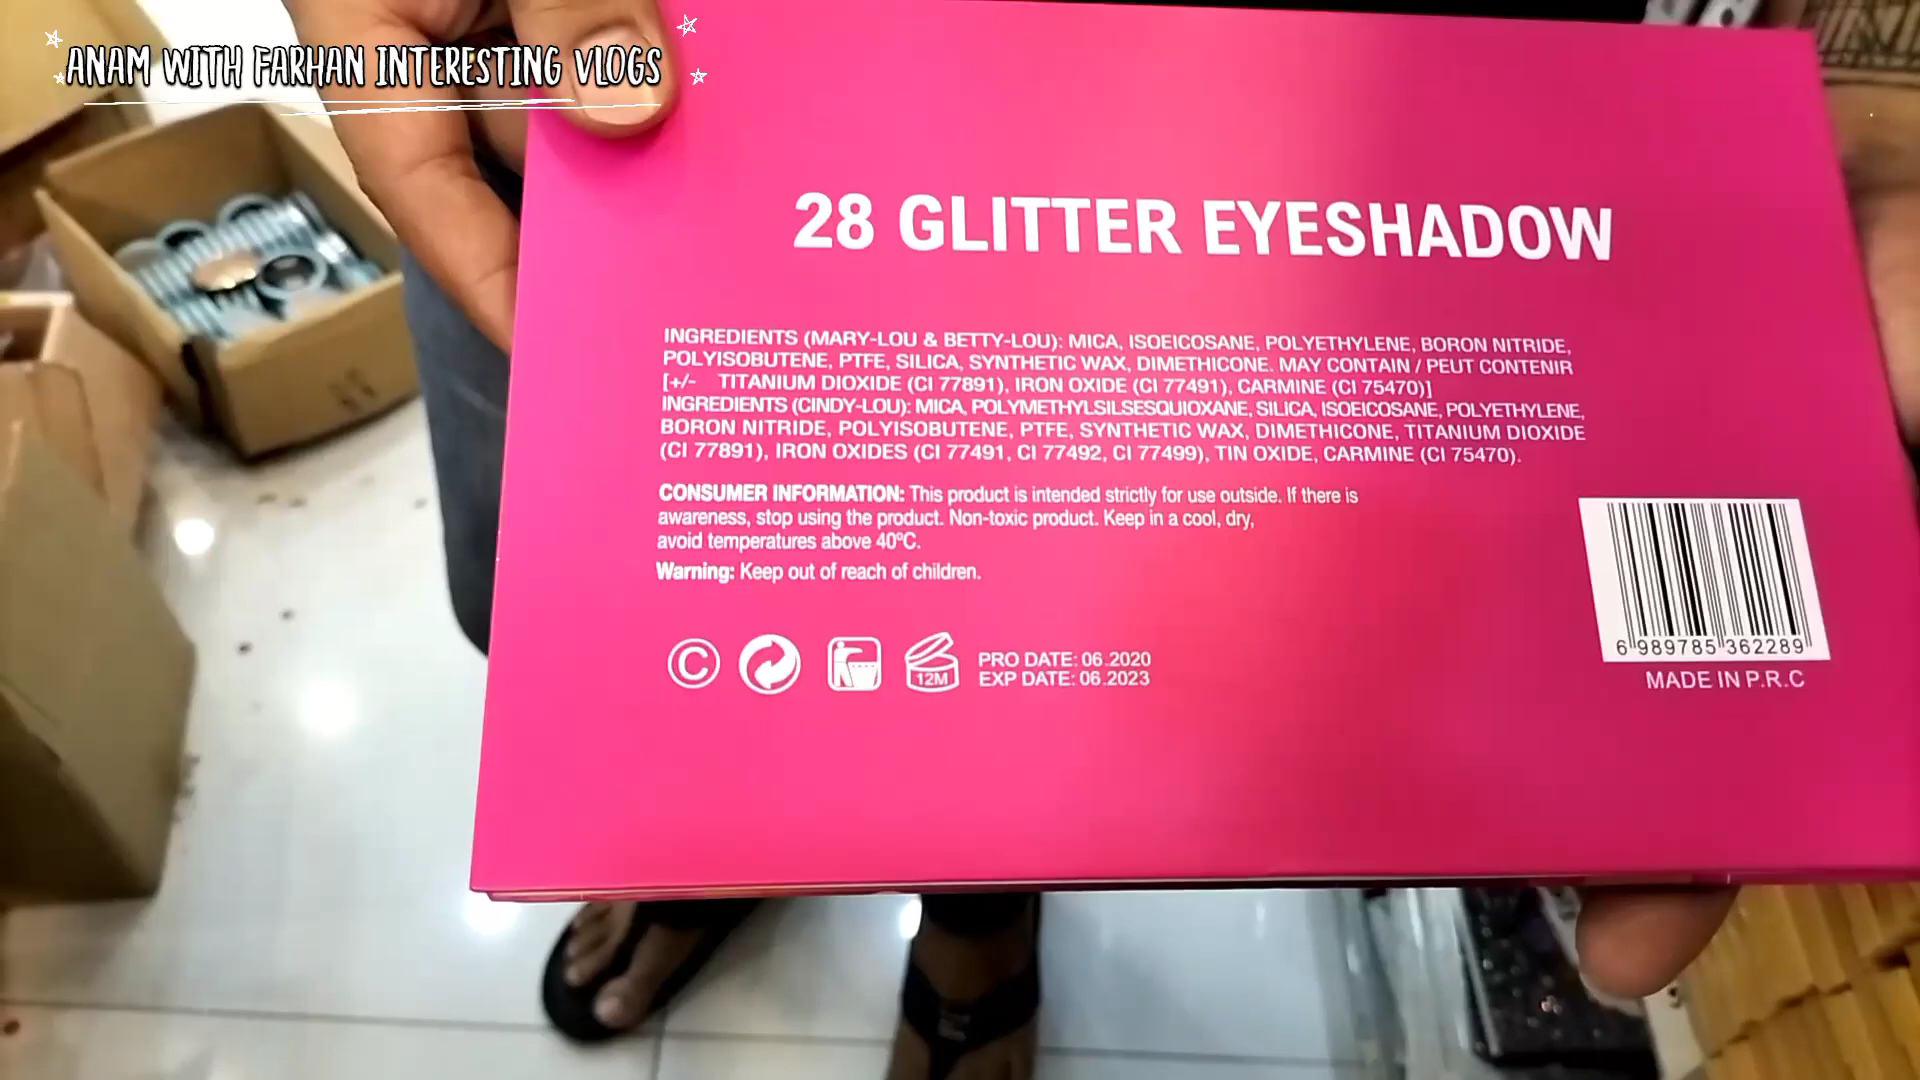 ANAM WITH FARHAN INTERESTING VLOGS
28 GLITTER EYESHADOW
INGREDIENTS (MARY-LOU & BETTY-LOU): MICA, ISOEICOSANE, POLYETHYLENE, BORON NITRIDE,
POLYISOBUTENE, PTFE, SILICA, SYNTHETIC WAX, DIMETHICONE. MAY CONTAIN / PEUT CONTENIR
[+/- TITANIUM DIOXIDE (CI 77891), IRON OXIDE (CI 77491), CARMINE (CI 75470)]
INGREDIENTS (CINDY-LOU): MICA, POLYMETHYLSILSESQUIOXANE, SILICA, ISOEICOSANE, POLYETHYLENE,
BORON NITRIDE, POLYISOBUTENE, PTFE, SYNTHETIC WAX, DIMETHICONE, TITANIUM DIOXIDE
(CI 77891), IRON OXIDES (CI 77491, CI 77492, CI 77499), TIN OXIDE, CARMINE (CI 75470).
CONSUMER INFORMATION: This product is intended strictly for use outside. If there is
awareness, stop using the product. Non-toxic product. Keep in a cool, dry,
avoid temperatures above 40ºC.
Warning: Keep out of reach of children.
©
12M
PRO DATE: 06.2020
EXP DATE: 06.2023
6 989785 362289
MADE IN P.R.C